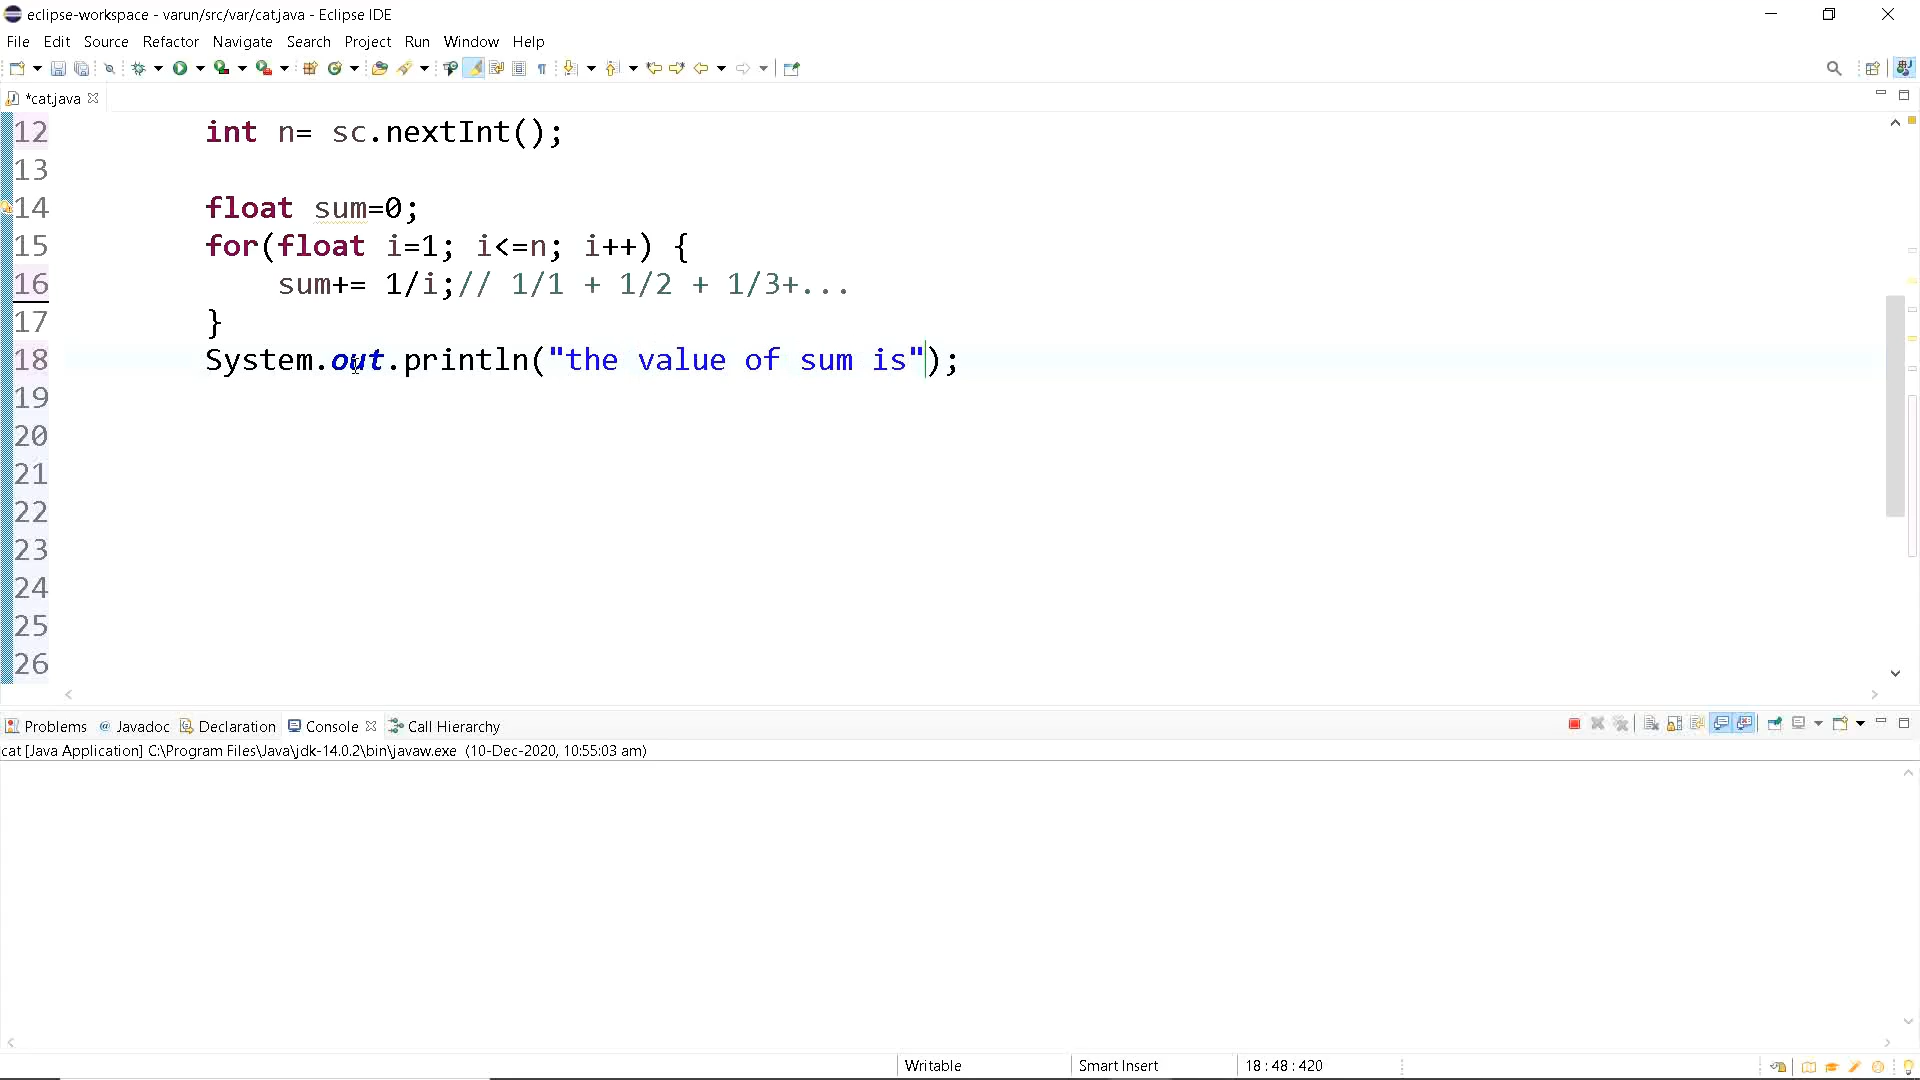 eclipse-workspace - varun/src/var/cat.java - Eclipse IDE
File Edit Source Refactor Navigate Search Project Run Window Help
*cat.java
12 int n= sc.nextInt();
13
14 float sum=0;
15 for(float i=1; i<=n; i++) {
16 sum+= 1/i;// 1/1 + 1/2 + 1/3+...
17 }
18 System.out.println("the value of sum is");
19
20
21
22
23
24
25
26
Problems Javadoc Declaration Console Call Hierarchy
cat [Java Application] C:\Program Files\Java\jdk-14.0.2\bin\javaw.exe (10-Dec-2020, 10:55:03 am)
Writable Smart Insert 18 : 48 : 420